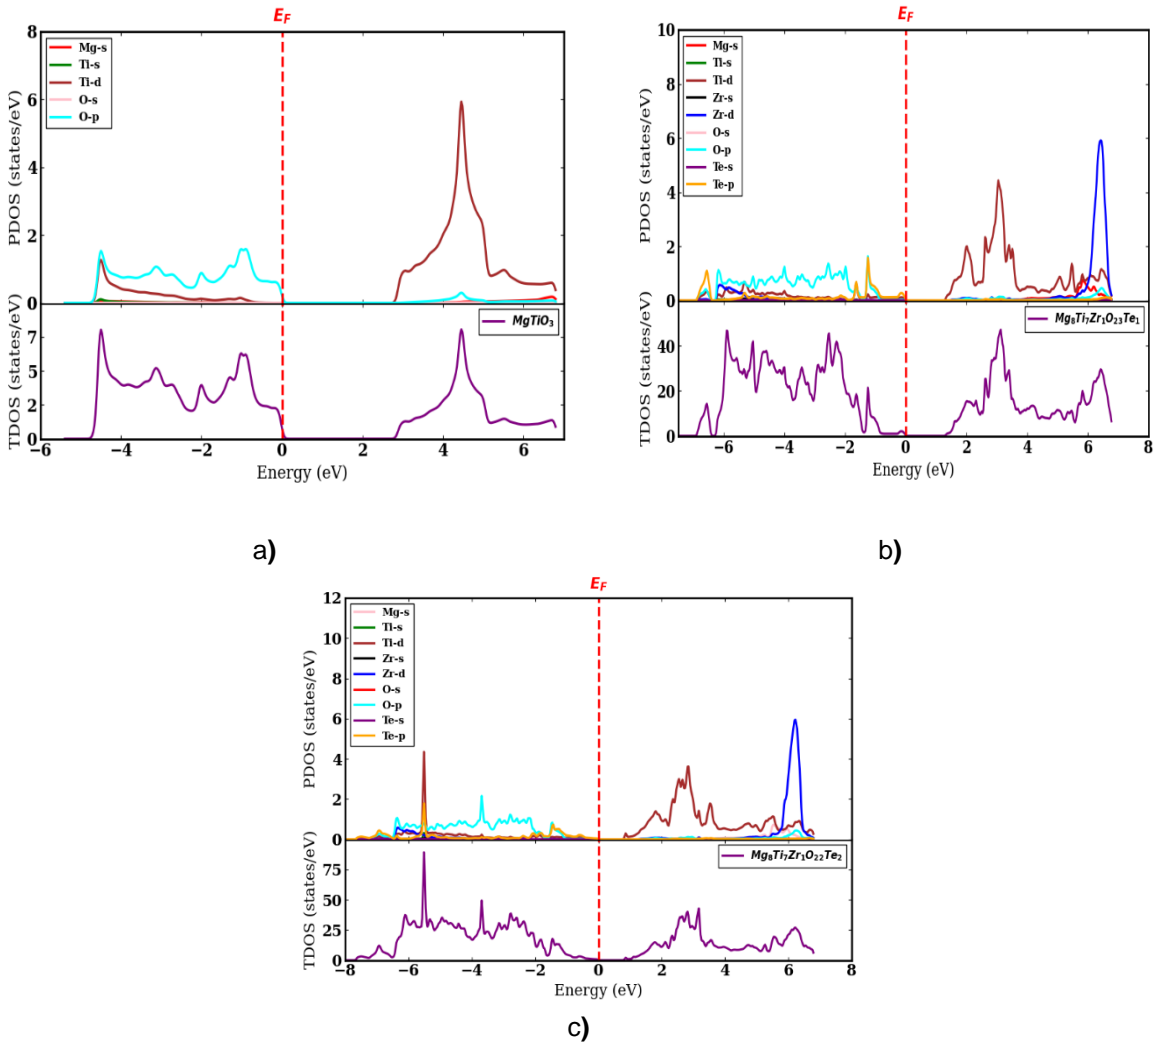 E_F
8
6
4
2
0
PDOS (states/eV)
Mg-s
Ti-s
Ti-d
O-s
O-p
7
5
2
0
TDOS (states/eV)
MgTiO3
−6 −4 −2 0 2 4 6
Energy (eV)
a)
E_F
10
8
6
4
2
0
PDOS (states/eV)
Mg-s
Ti-s
Ti-d
Zr-s
Zr-d
O-s
O-p
Te-s
Te-p
40
20
0
TDOS (states/eV)
Mg8Ti7Zr1O23Te1
−6 −4 −2 0 2 4 6 8
Energy (eV)
b)
E_F
12
10
8
6
4
2
0
PDOS (states/eV)
Mg-s
Ti-s
Ti-d
Zr-s
Zr-d
O-s
O-p
Te-s
Te-p
75
50
25
0
TDOS (states/eV)
Mg8Ti7Zr1O22Te2
−8 −6 −4 −2 0 2 4 6 8
Energy (eV)
c)